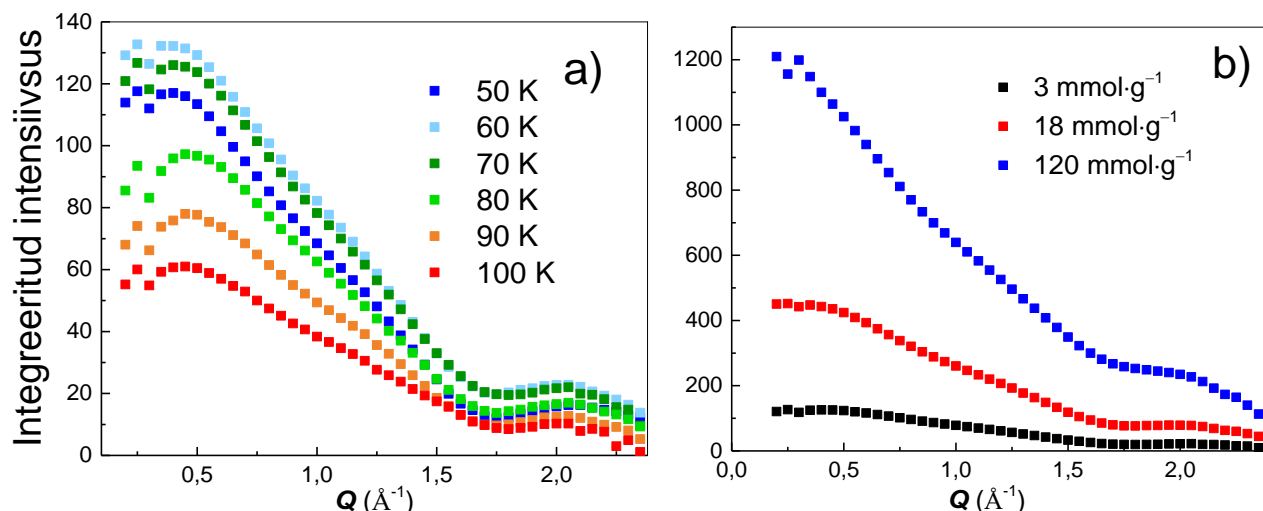 Integreeritud intensiivsus
a)
140
120
100
80
60
40
20
0
50 K
60 K
70 K
80 K
90 K
100 K
0,5 1,0 1,5 2,0
Q (Å⁻¹)
b)
1200
1000
800
600
400
200
0
3 mmol·g⁻¹
18 mmol·g⁻¹
120 mmol·g⁻¹
0,0 0,5 1,0 1,5 2,0
Q (Å⁻¹)